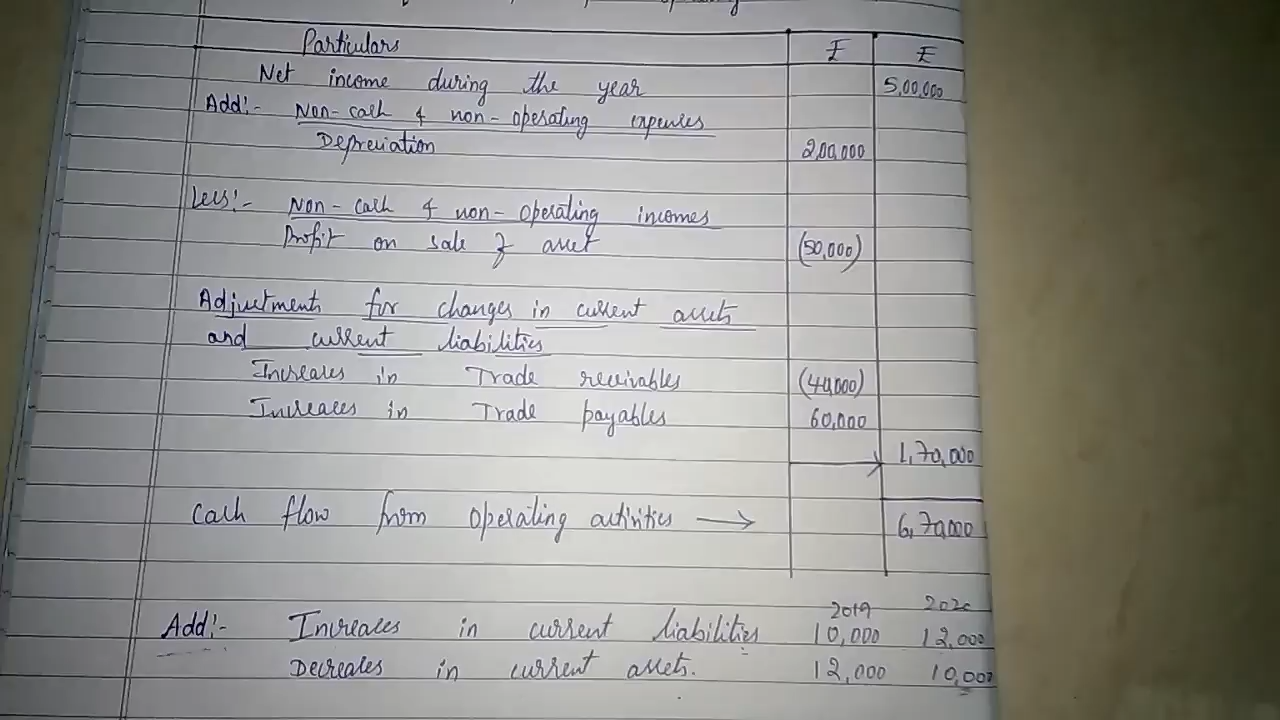 Particulars ₤ ₤
Net income during the year 5,00,000
Add:- Non-cash & non-operating expenses
Depreciation 2,00,000
Less:- Non-cash & non-operating incomes
Profit on sale of asset (50,000)
Adjustments for changes in current assets
and current liabilities
Increases in Trade receivables (40,000)
Increases in Trade payables 60,000
1,70,000
Cash flow from operating activities → 6,70,000
2019 2020
Add:- Increases in current liabilities 10,000 12,000
Decreases in current assets. 12,000 10,000